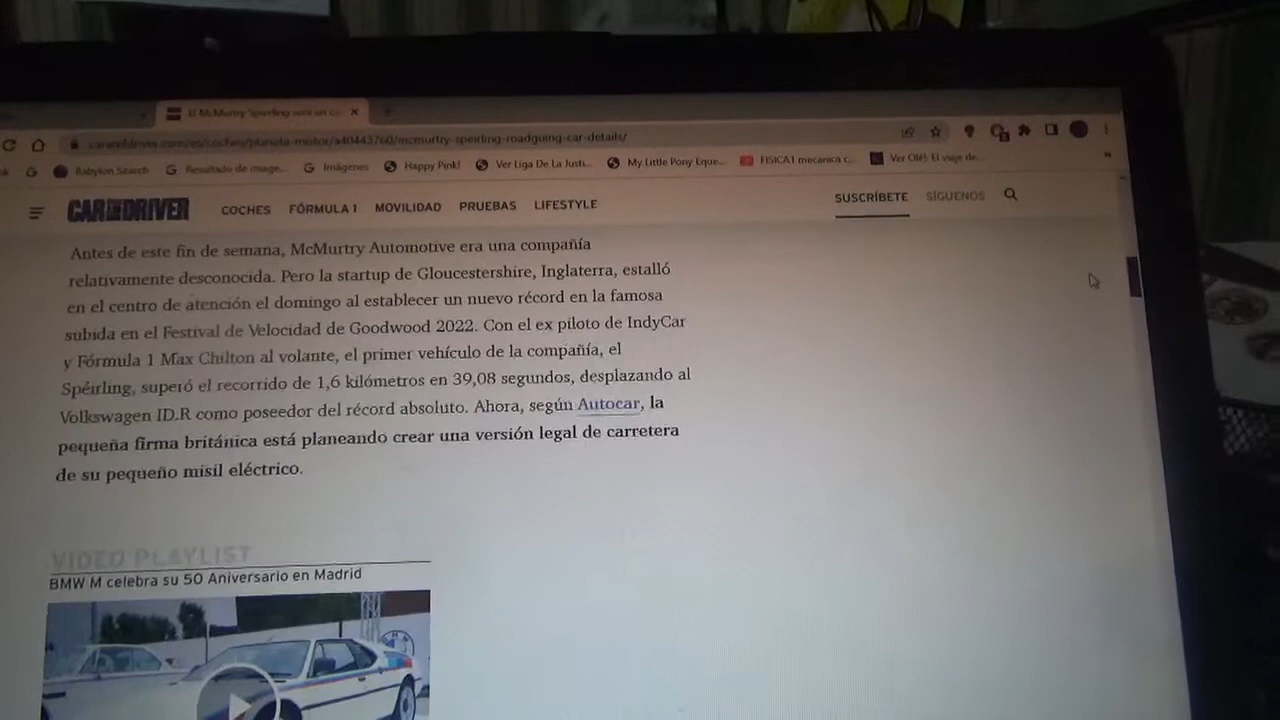 El McMurtry Speirling será un co
caranddriver.com/es/coches/planeta-motor/a40443760/mcmurtry-speirling-roadgoing-car-details/
G
Babylon Search
Resultado de image...
Imágenes
Happy Pink!
Ver Liga De La Justi...
My Little Pony Eque...
FISICA1 mecanica c...
Ver Olé: El viaje de...
»
CAR AND DRIVER
COCHES
FÓRMULA 1
MOVILIDAD
PRUEBAS
LIFESTYLE
SUSCRÍBETE
SÍGUENOS
Antes de este fin de semana, McMurtry Automotive era una compañía
relativamente desconocida. Pero la startup de Gloucestershire, Inglaterra, estalló
en el centro de atención el domingo al establecer un nuevo récord en la famosa
subida en el Festival de Velocidad de Goodwood 2022. Con el ex piloto de IndyCar
y Fórmula 1 Max Chilton al volante, el primer vehículo de la compañía, el
Spéirling, superó el recorrido de 1,6 kilómetros en 39,08 segundos, desplazando al
Volkswagen ID.R como poseedor del récord absoluto. Ahora, según Autocar, la
pequeña firma británica está planeando crear una versión legal de carretera
de su pequeño misil eléctrico.
VIDEO PLAYLIST
BMW M celebra su 50 Aniversario en Madrid